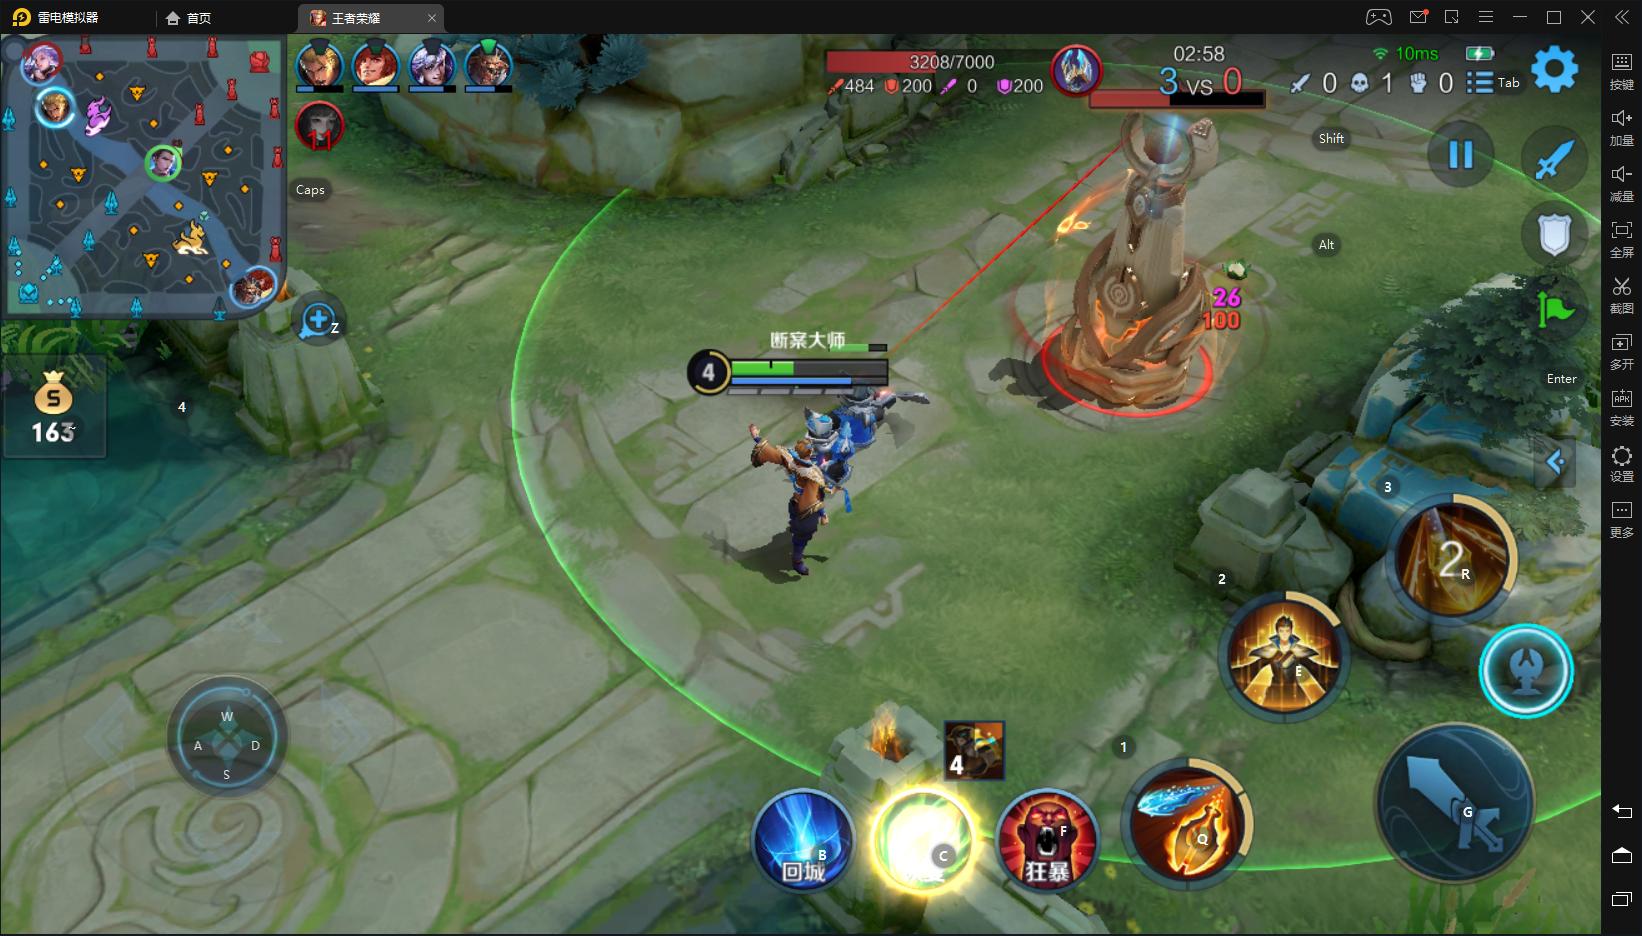 雷电模拟器
首页
王者荣耀
3208/7000
484 200 0 200
02:58
3 VS 0
10ms
0 1 0 Tab
11
Caps
Shift
Alt
Z
S
163
4
断案大师
4
26
100
Enter
3
2
2
R
E
W
A D
S
4
1
B
回城
C
F
狂暴
Q
G
按键
加量
减量
全屏
截图
多开
APK
安装
设置
更多